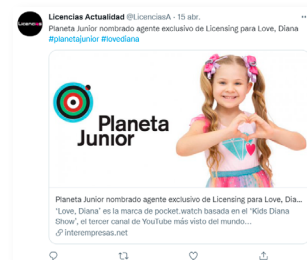 Licencias Actualidad @LicenciasA · 15 abr.
Planeta Junior nombrado agente exclusivo de Licensing para Love, Diana
#planetajunior #lovediana
Planeta
Junior
Planeta Junior nombrado agente exclusivo de Licensing para Love, Dia...
'Love, Diana' es la marca de pocket.watch basada en el 'Kids Diana
Show', el tercer canal de YouTube más visto del mundo...
interempresas.net